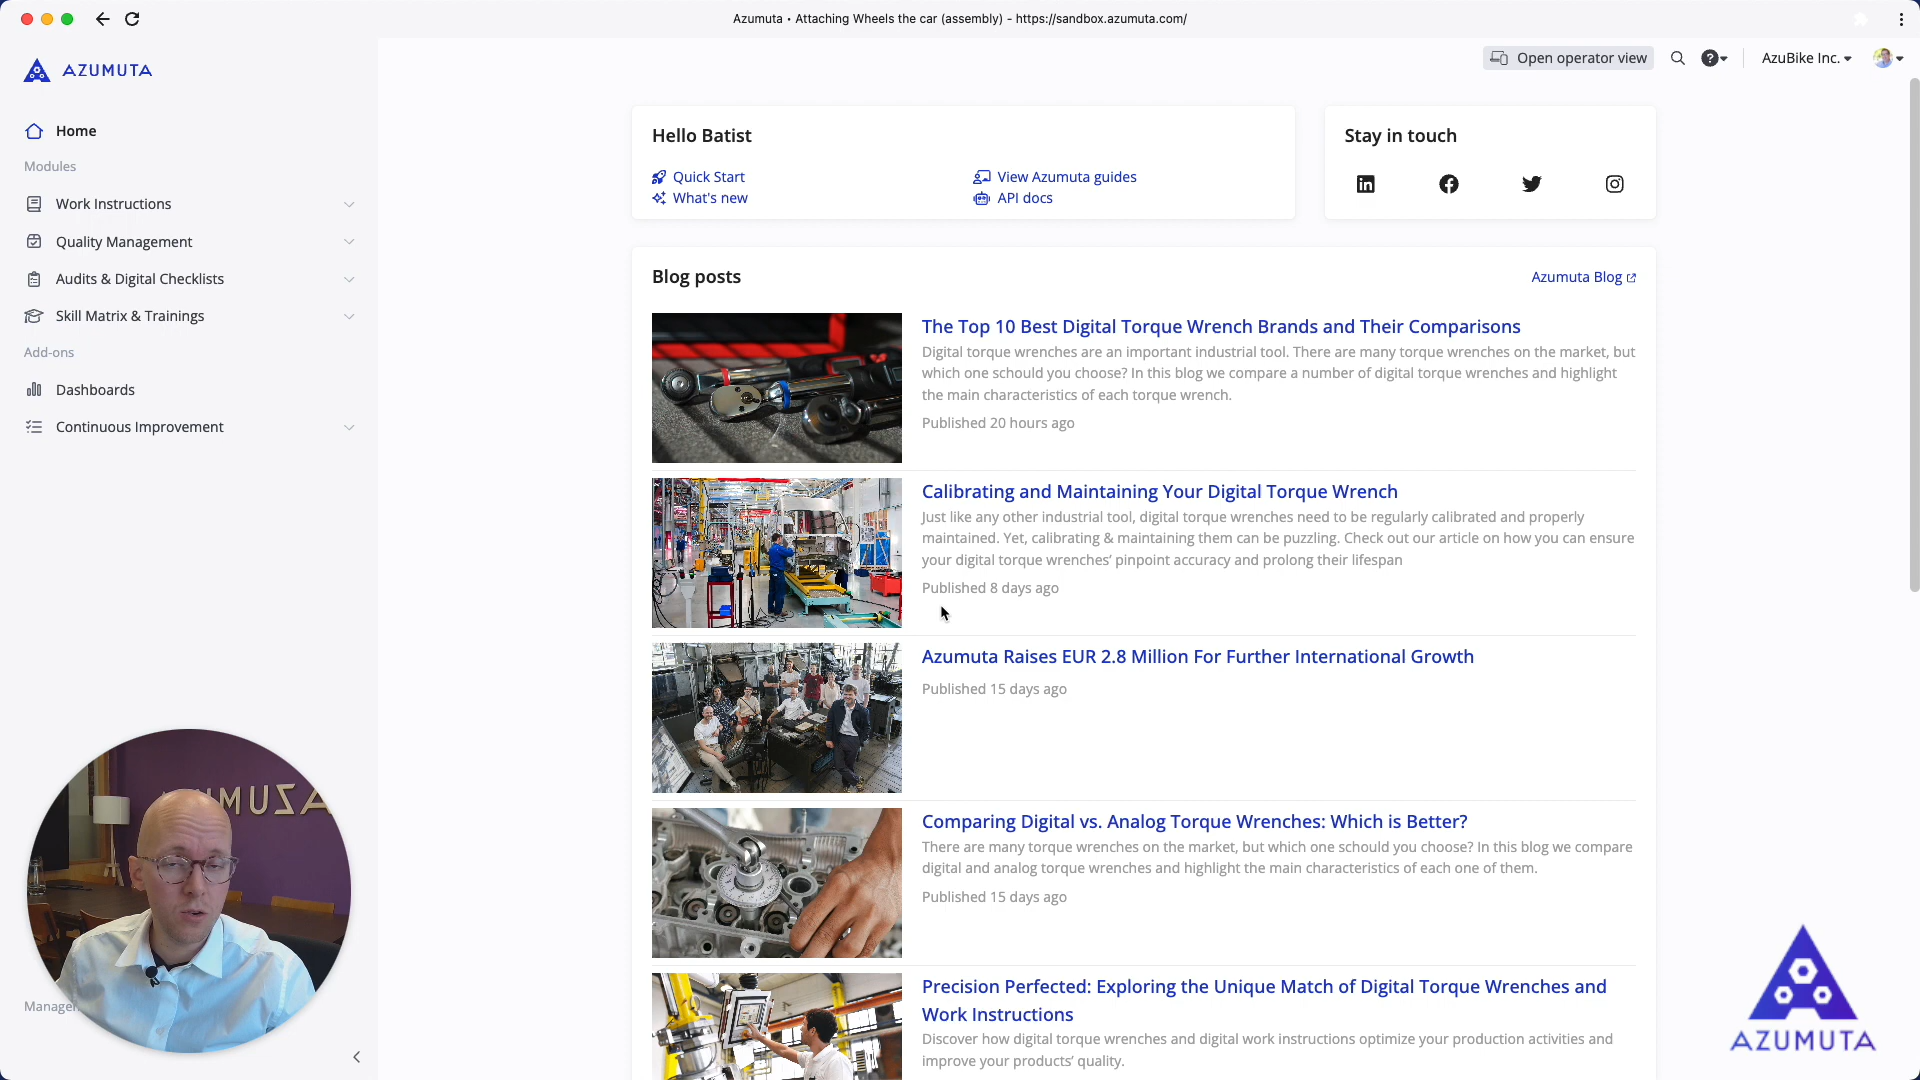 Azumuta • Attaching Wheels the car (assembly) - https://sandbox.azumuta.com/
AZUMUTA
Open operator view
AzuBike Inc.
Home
Modules
Work Instructions
Quality Management
Audits & Digital Checklists
Skill Matrix & Trainings
Add-ons
Dashboards
Continuous Improvement
Hello Batist
Quick Start
What's new
View Azumuta guides
API docs
Stay in touch
Blog posts
Azumuta Blog
The Top 10 Best Digital Torque Wrench Brands and Their Comparisons
Digital torque wrenches are an important industrial tool. There are many torque wrenches on the market, but
which one schould you choose? In this blog we compare a number of digital torque wrenches and highlight
the main characteristics of each torque wrench.
Published 20 hours ago
Calibrating and Maintaining Your Digital Torque Wrench
Just like any other industrial tool, digital torque wrenches need to be regularly calibrated and properly
maintained. Yet, calibrating & maintaining them can be puzzling. Check out our article on how you can ensure
your digital torque wrenches’ pinpoint accuracy and prolong their lifespan
Published 8 days ago
Azumuta Raises EUR 2.8 Million For Further International Growth
Published 15 days ago
Comparing Digital vs. Analog Torque Wrenches: Which is Better?
There are many torque wrenches on the market, but which one schould you choose? In this blog we compare
digital and analog torque wrenches and highlight the main characteristics of each one of them.
Published 15 days ago
Precision Perfected: Exploring the Unique Match of Digital Torque Wrenches and
Work Instructions
Discover how digital torque wrenches and digital work instructions optimize your production activities and
improve your products’ quality.
AZUMUTA